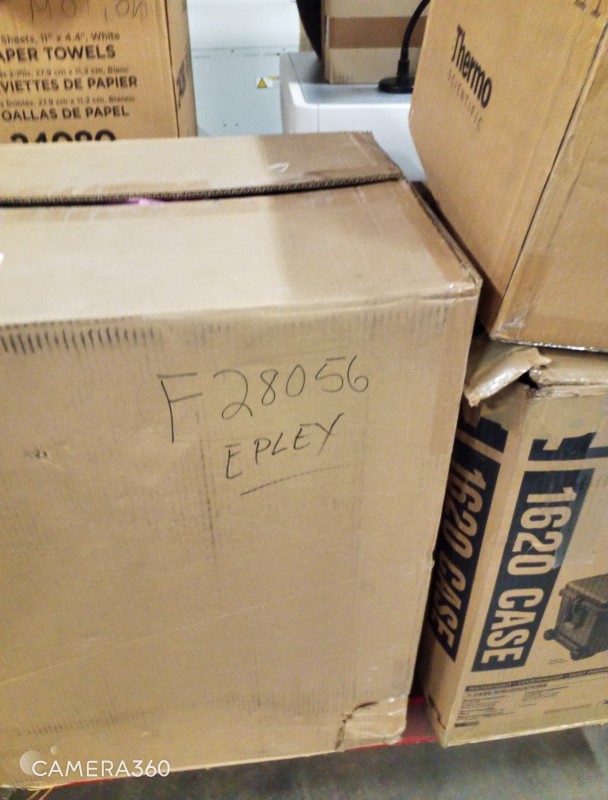 Sheets, 11" x 4.4", White
APER TOWELS
VIETTES DE PAPIER
OALLAS DE PAPEL
24080
Thermo
SCIENTIFIC
F28056
EPLEY
1620 CASE
1620 CASE
CAMERA360